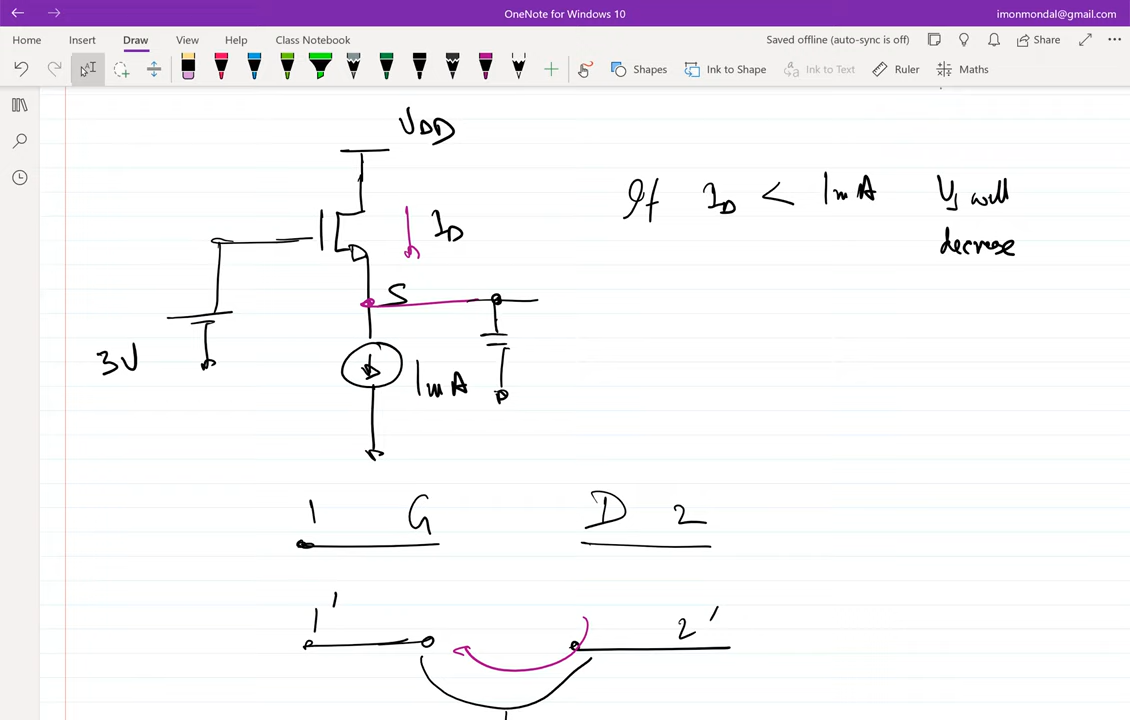 OneNote for Windows 10
imonmondal@gmail.com
Home Insert Draw View Help Class Notebook
Saved offline (auto-sync is off)
Share
Shapes Ink to Shape Ink to Text Ruler Maths
VDD
If ID < 1mA Vs will
decrease
ID
S
3V
1mA
1 G D 2
1' 2'